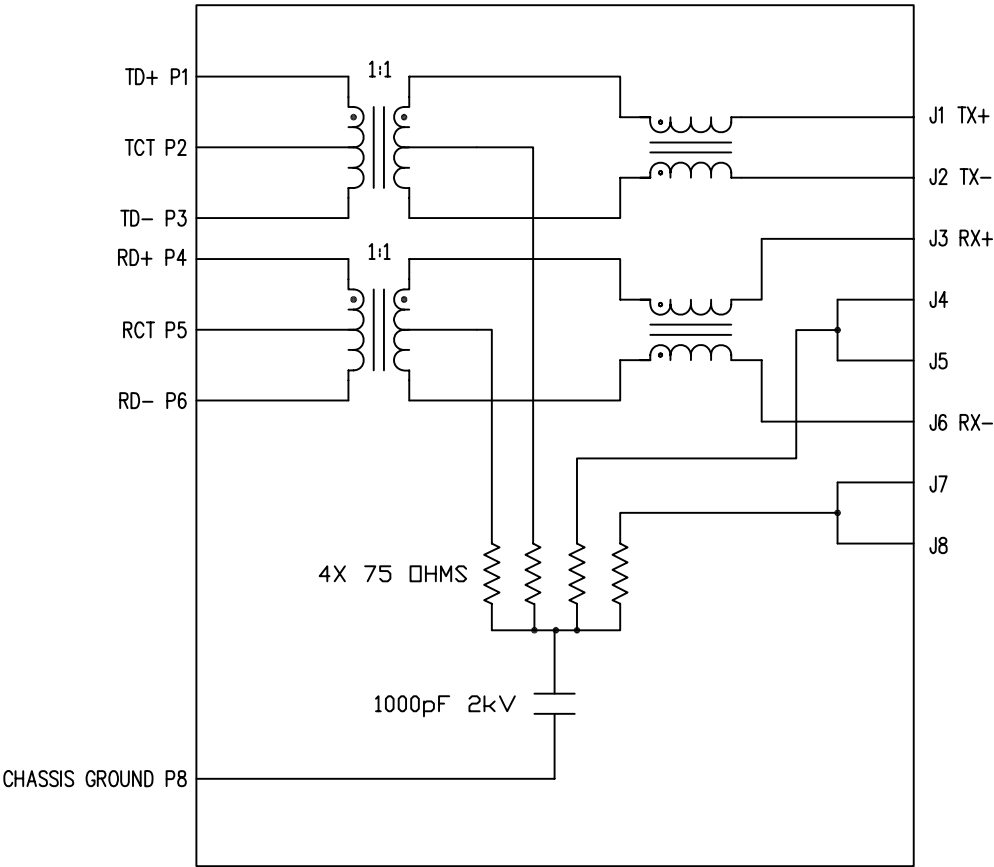 TD+ P1
1:1
J1 TX+
TCT P2
J2 TX-
TD- P3
J3 RX+
RD+ P4
1:1
J4
RCT P5
J5
RD- P6
J6 RX-
J7
J8
4X 75 OHMS
1000pF 2kV
CHASSIS GROUND P8